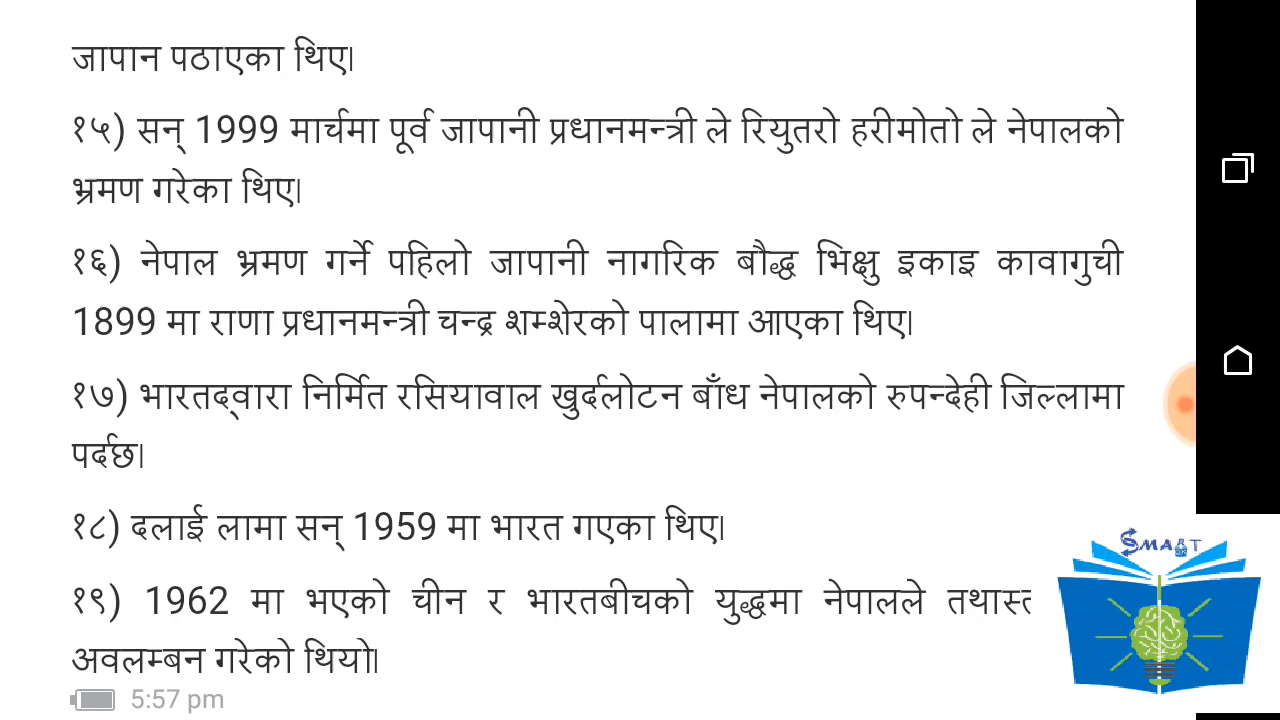 जापान पठाएका थिए।
१५) सन् 1999 मार्चमा पूर्व जापानी प्रधानमन्त्री ले रियुतरो हरीमोतो ले नेपालको
भ्रमण गरेका थिए।
१६) नेपाल भ्रमण गर्ने पहिलो जापानी नागरिक बौद्ध भिक्षु इकाइ कावागुची
1899 मा राणा प्रधानमन्त्री चन्द्र शम्शेरको पालामा आएका थिए।
१७) भारतद्वारा निर्मित रसियावाल खुर्दलोटन बाँध नेपालको रुपन्देही जिल्लामा
पर्दछ।
१८) दलाई लामा सन् 1959 मा भारत गएका थिए।
१९) 1962 मा भएको चीन र भारतबीचको युद्धमा नेपालले
अवलम्बन गरेको थियो।
5:57 pm
SMART